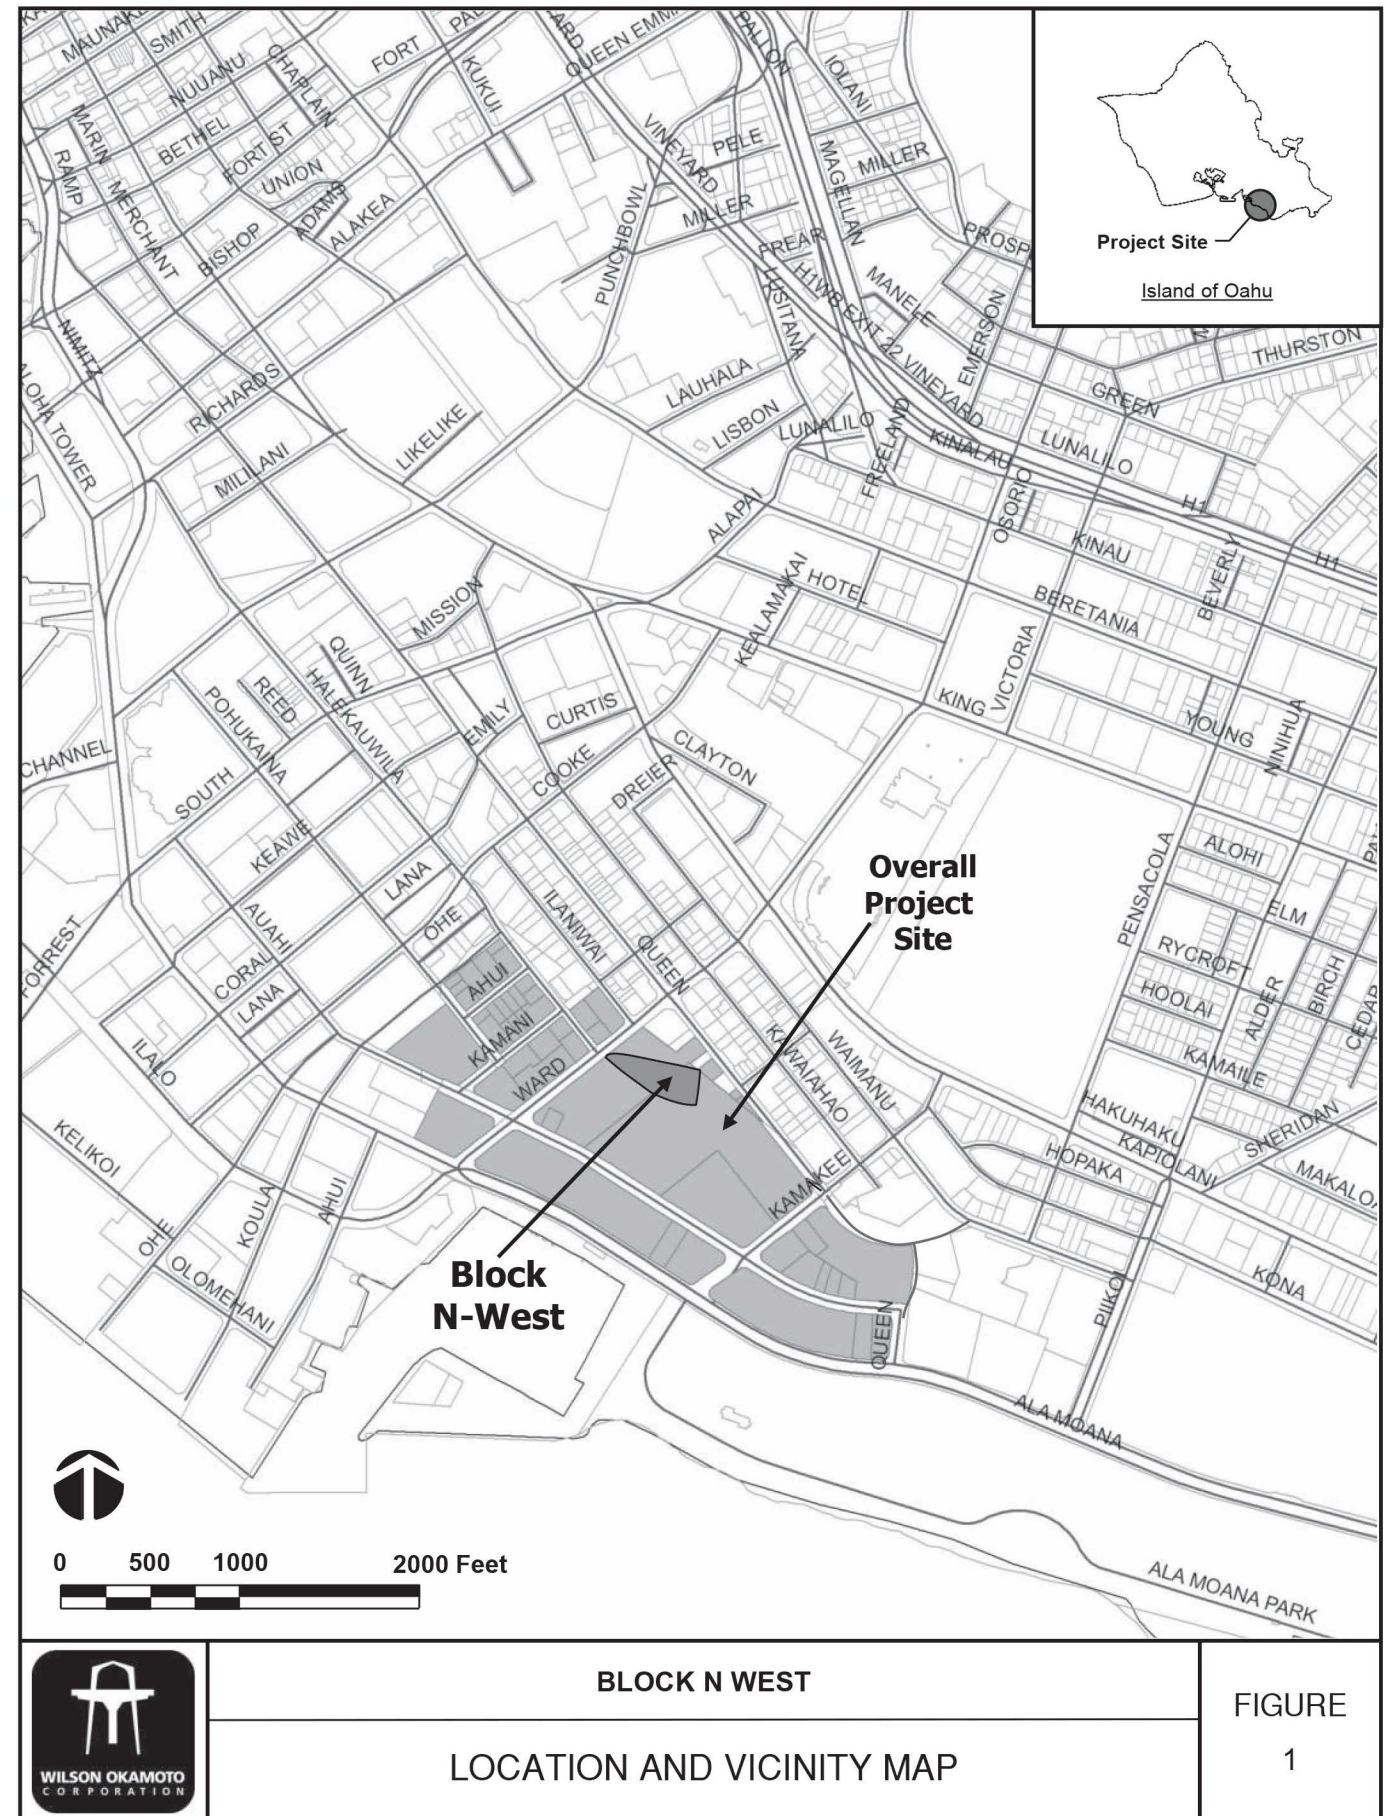 MAUNAKE
SMITH
NUUANU
CHAPLAIN
FORT
KUKUI
QUEEN EMMA
IOLANI
MARIN
BETHEL
FORT ST
UNION
VINEYARD
PELE
MAGELLAN
MILLER
RAMP
MERCHANT
BISHOP
ADAMS
ALAKEA
PUNCHBOWL
MILLER
FREAR
PROSP
Project Site
Island of Oahu
LUSITANA
H1WB EXIT 22 VINEYARD
MANELE
EMERSON
THURSTON
NIMITZ
ALOHA TOWER
RICHARDS
MILILANI
LIKELIKE
LAUHALA
LISBON
LUNALILO
FREELAND
KINALAU
LUNALILO
GREEN
ALAPAI
OSORIO
H1
H1
KINAU
BEVERLY
MISSION
KEALAMAKAI
HOTEL
BERETANIA
QUINN
REED
HALEKAUWILA
POHUKAINA
EMILY
CURTIS
KING
VICTORIA
YOUNG
NINIHUA
CHANNEL
SOUTH
COOKE
DREIER
CLAYTON
KEAWE
LANA
OHE
ILANIWAI
QUEEN
Overall
Project
Site
PENSACOLA
ALOHI
ELM
FORREST
AUAHI
CORAL
LANA
AHUI
KAMANI
WARD
RYCROFT
HOOLAI
ALDER
BIRCH
CEDAR
ILALO
KAWAIAHAO
WAIMANU
KAMAILE
KELIKOI
HAKUHAKU
KAPIOLANI
SHERIDAN
HOPAKA
MAKALOA
KAMAKEE
OHE
KOULA
AHUI
OLOMEHANI
Block
N-West
QUEEN
PIIKOI
KONA
ALA MOANA
0 500 1000 2000 Feet
ALA MOANA PARK
WILSON OKAMOTO
CORPORATION
BLOCK N WEST
LOCATION AND VICINITY MAP
FIGURE
1